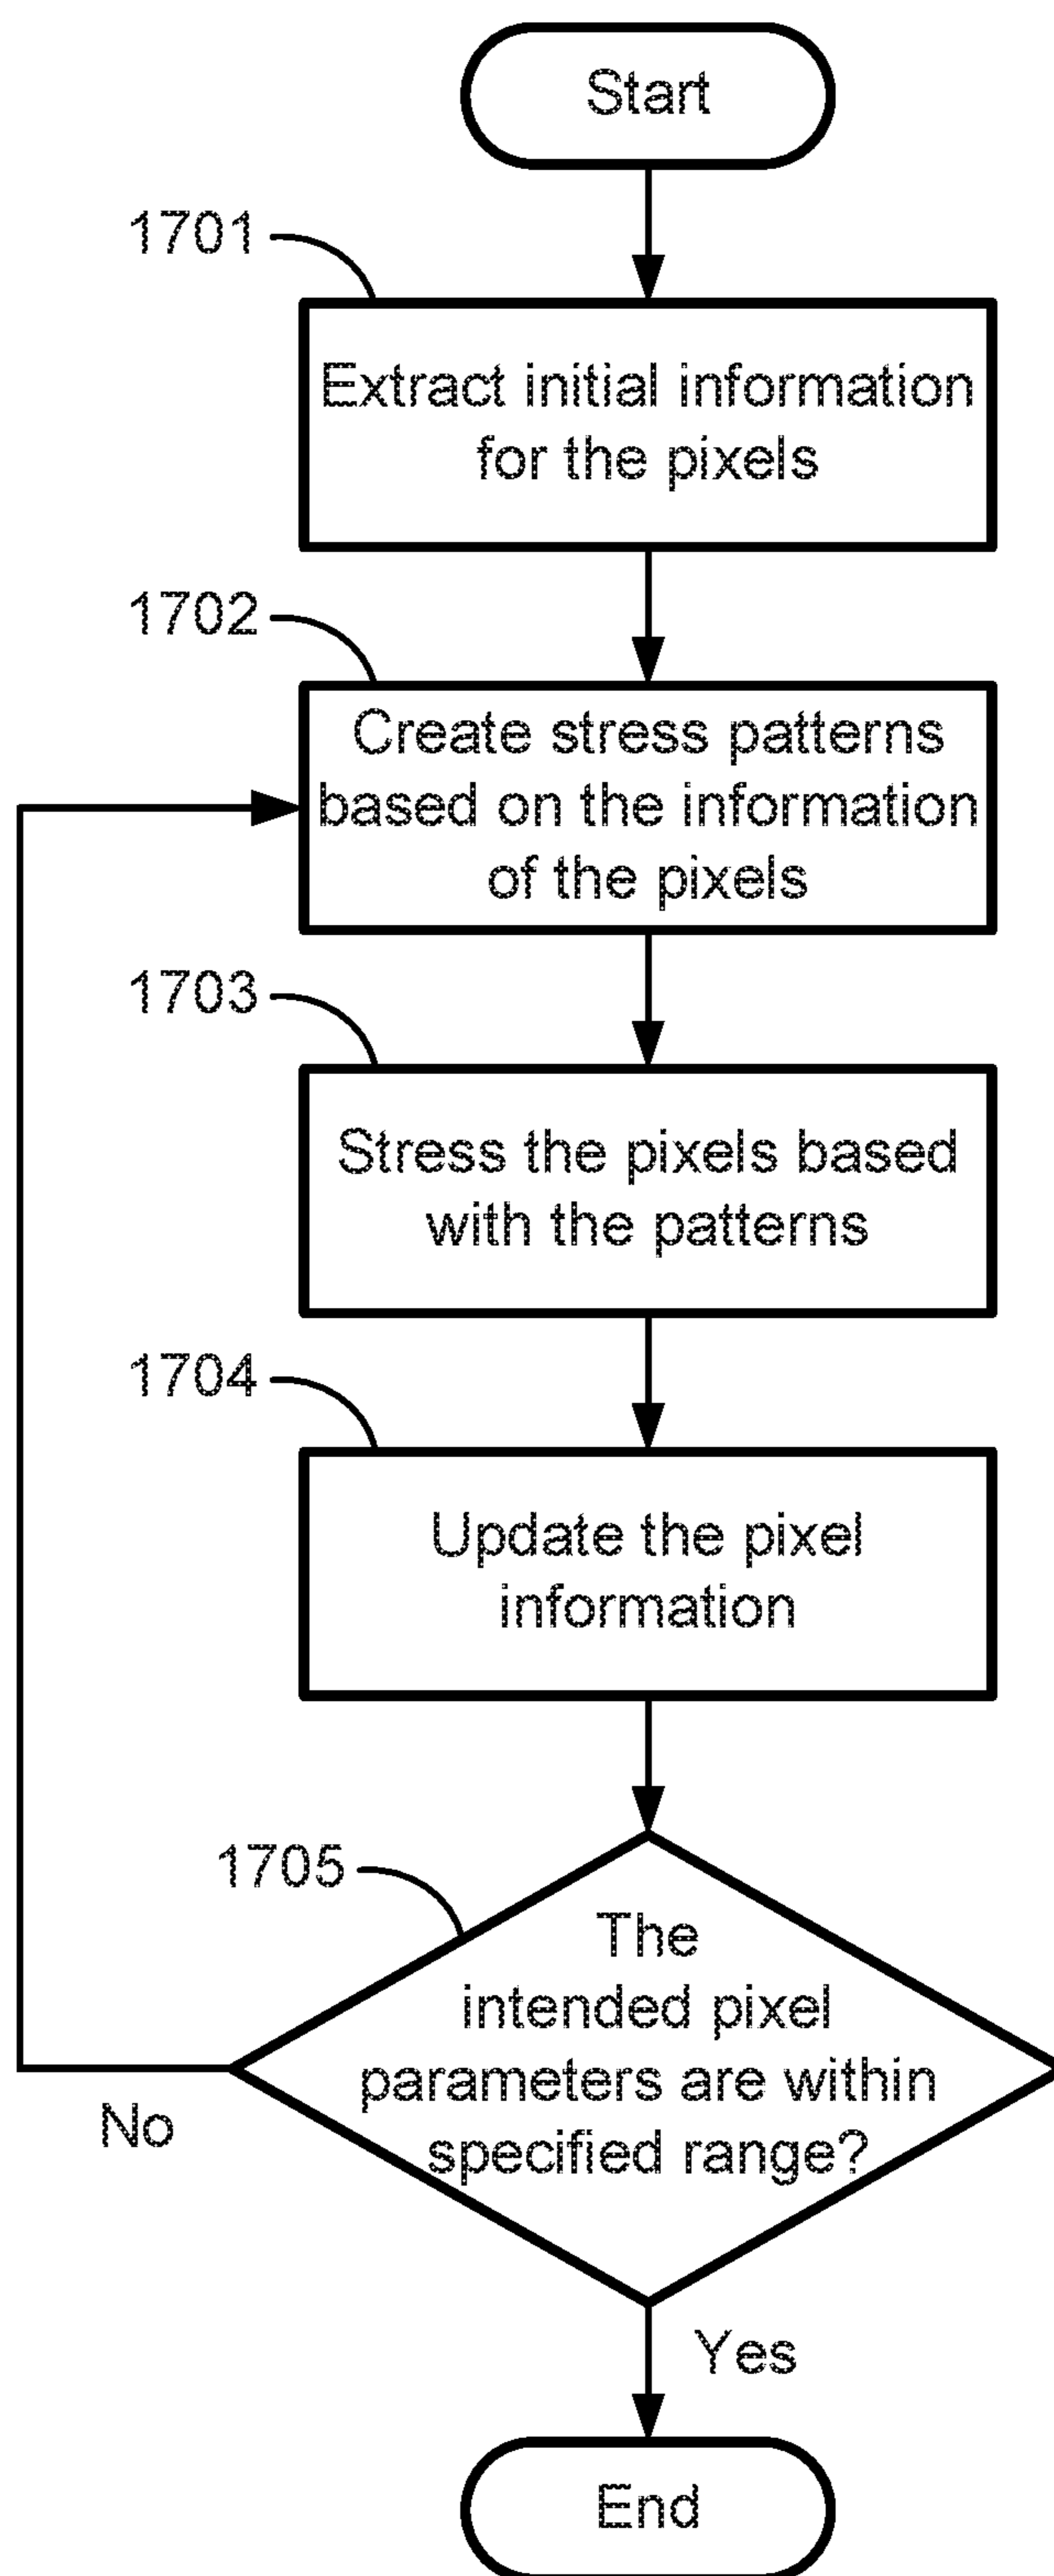 Start
1701
Extract initial information
for the pixels
1702
Create stress patterns
based on the information
of the pixels
1703
Stress the pixels based
with the patterns
1704
Update the pixel
information
1705
The
intended pixel
parameters are within
specified range?
No
Yes
End